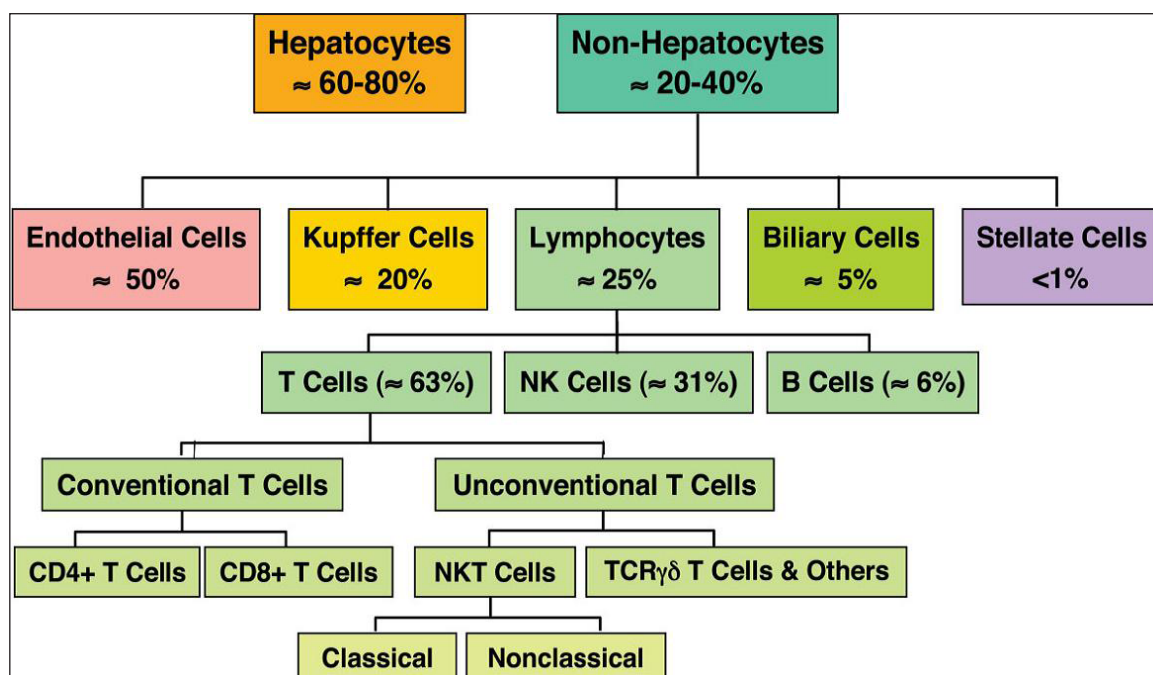 Hepatocytes
≈ 60-80%
Non-Hepatocytes
≈ 20-40%
Endothelial Cells
≈ 50%
Kupffer Cells
≈ 20%
Lymphocytes
≈ 25%
Biliary Cells
≈ 5%
Stellate Cells
<1%
T Cells (≈ 63%)
NK Cells (≈ 31%)
B Cells (≈ 6%)
Conventional T Cells
Unconventional T Cells
CD4+ T Cells
CD8+ T Cells
NKT Cells
TCRγδ T Cells & Others
Classical
Nonclassical